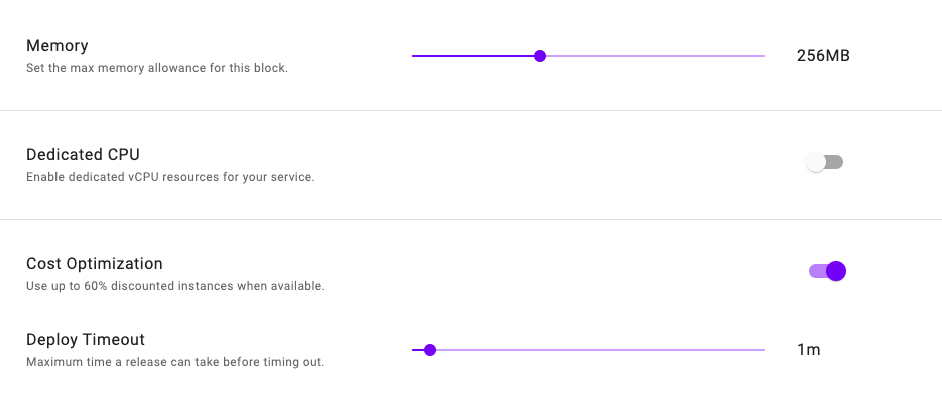 Memory
Set the max memory allowance for this block.
256MB
Dedicated CPU
Enable dedicated vCPU resources for your service.
Cost Optimization
Use up to 60% discounted instances when available.
Deploy Timeout
Maximum time a release can take before timing out.
1m